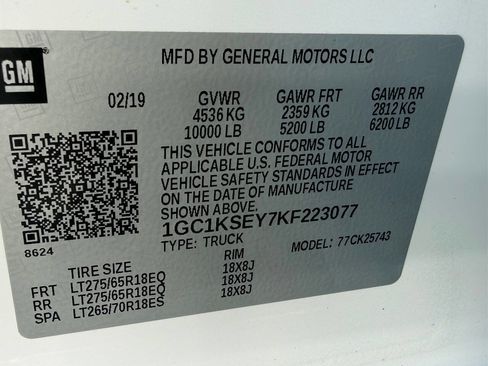 GM
MFD BY GENERAL MOTORS LLC
02/19 GVWR GAWR FRT GAWR RR
4536 KG 2359 KG 2812 KG
10000 LB 5200 LB 6200 LB
THIS VEHICLE CONFORMS TO ALL
APPLICABLE U.S. FEDERAL MOTOR
VEHICLE SAFETY STANDARDS IN EFFECT
ON THE DATE OF MANUFACTURE
SHOWN ABOVE.
1GC1KSEY7KF223077
TYPE: TRUCK MODEL: 77CK25743
8624
TIRE SIZE RIM
FRT LT275/65R18EQ 18X8J
RR LT275/65R18EQ 18X8J
SPA LT265/70R18ES 18X8J